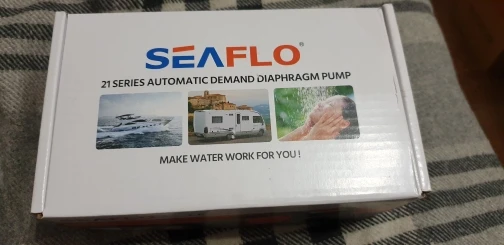 SEAFLO®
21 SERIES AUTOMATIC DEMAND DIAPHRAGM PUMP
MAKE WATER WORK FOR YOU!